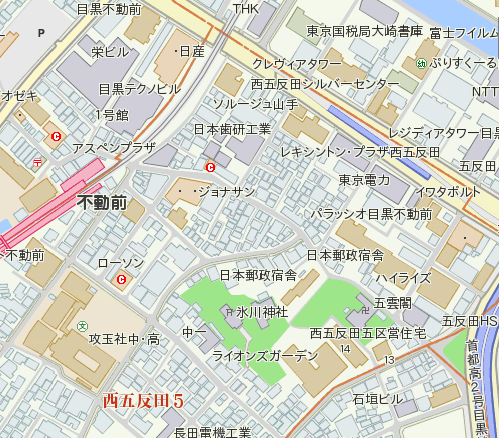 目黒不動前
THK
東京国税局大崎書庫
富士フイルム
P
栄ビル
日産
クレヴィアタワー
ぷりすくーる
目黒テクノビル
西五反田シルバーセンター
NTT
オゼキ
ソルージュ山手
1号館
日本歯研工業
レジディアタワー目黒
アスペンプラザ
レキシントン・プラザ西五反田
五反田
ジョナサン
東京電力
イワタボルト
不動前
パラッシオ目黒不動前
不動前
ローソン
日本郵政宿舎
日本郵政宿舎
ハイライズ
氷川神社
五雲閣
西五反田五区営住宅
五反田HS
中一
攻玉社中・高
ライオンズガーデン
14
13
首都高2号目黒
西五反田5
石垣ビル
長田電機工業